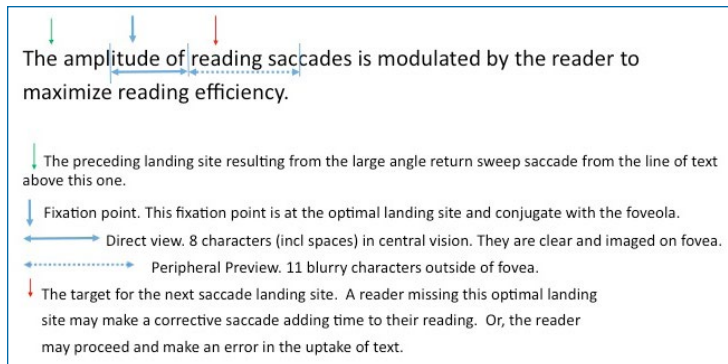 The amplitude of reading saccades is modulated by the reader to
maximize reading efficiency.
The preceding landing site resulting from the large angle return sweep saccade from the line of text
above this one.
Fixation point. This fixation point is at the optimal landing site and conjugate with the foveola.
Direct view. 8 characters (incl spaces) in central vision. They are clear and imaged on fovea.
Peripheral Preview. 11 blurry characters outside of fovea.
The target for the next saccade landing site. A reader missing this optimal landing
site may make a corrective saccade adding time to their reading. Or, the reader
may proceed and make an error in the uptake of text.